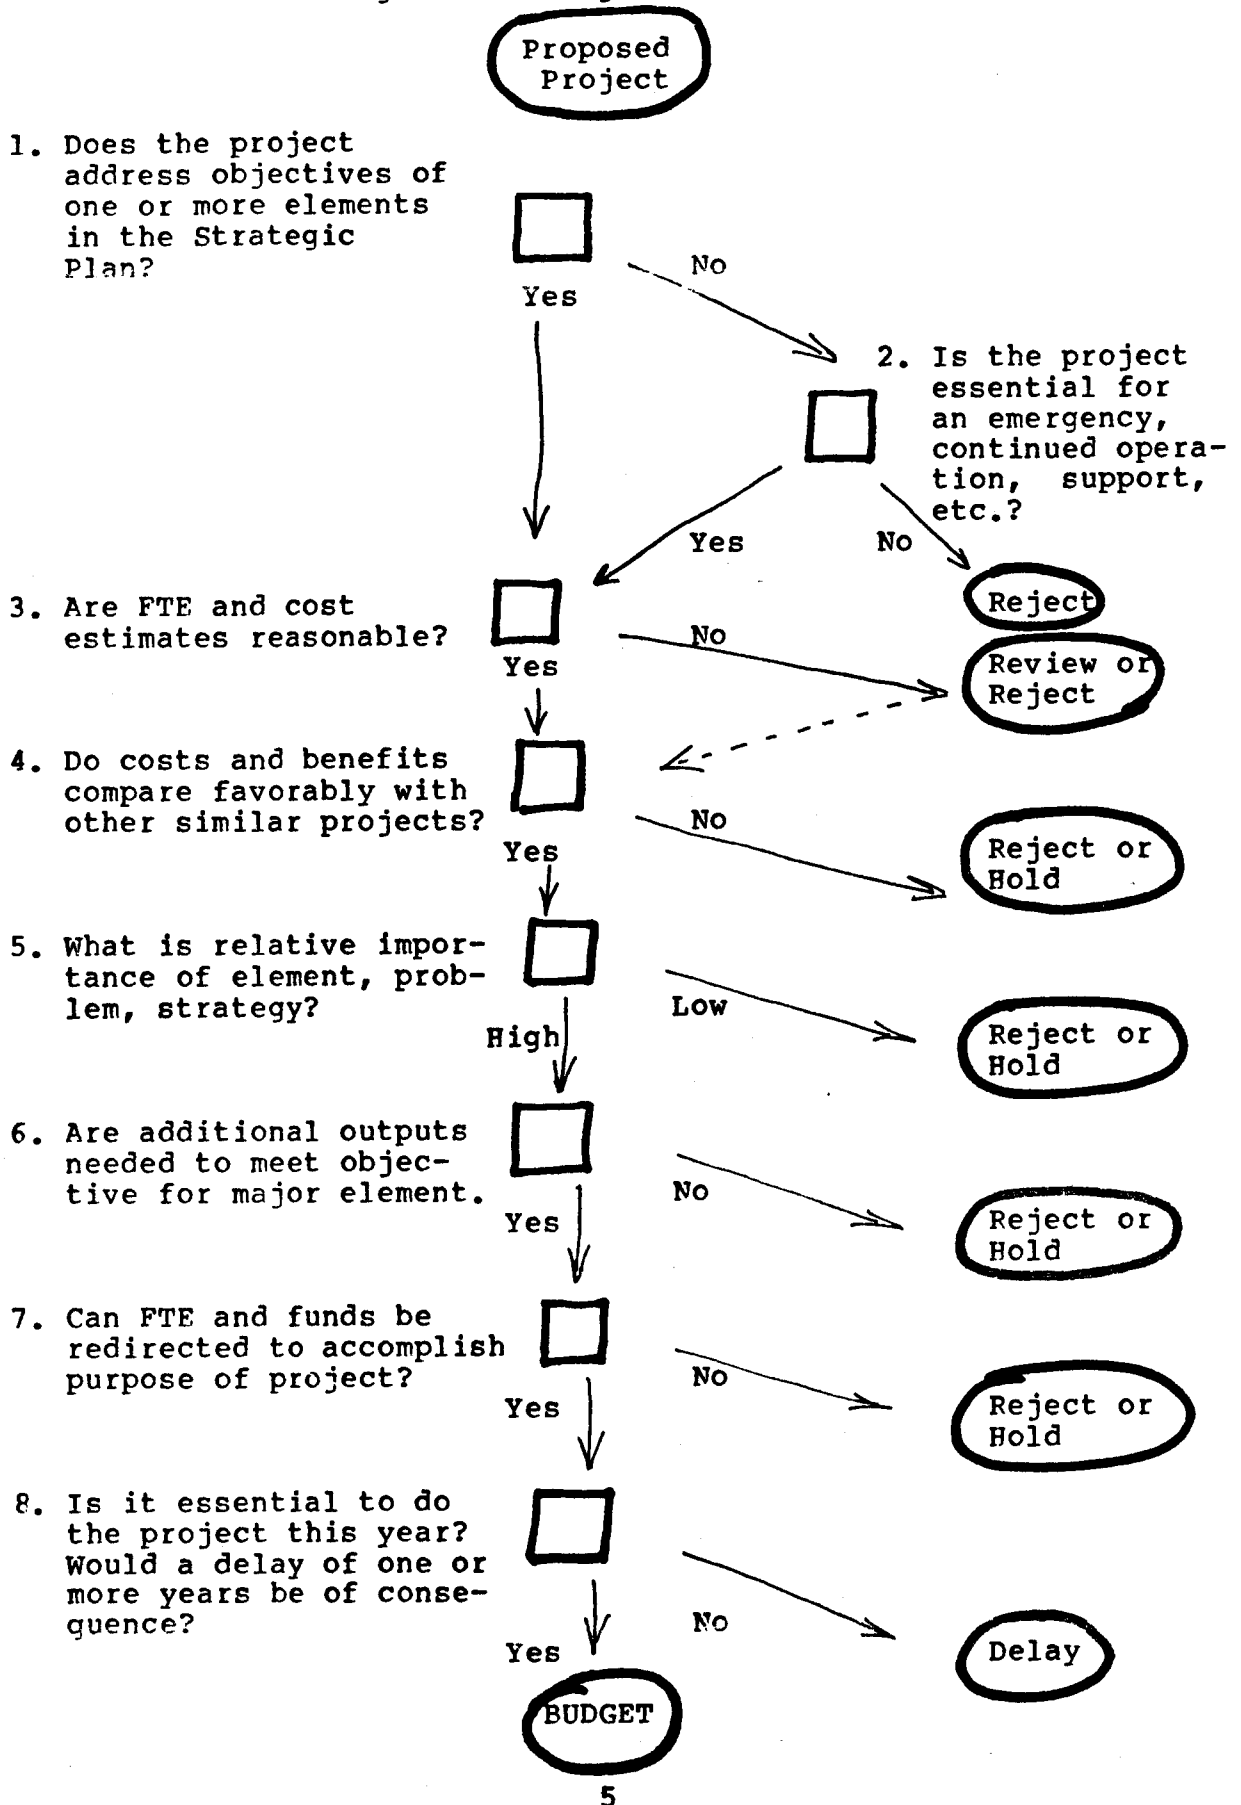 Proposed
Project
1. Does the project
address objectives of
one or more elements
in the Strategic
Plan?
No
Yes
2. Is the project
essential for
an emergency,
continued opera-
tion, support,
etc.?
Yes
No
Reject
3. Are FTE and cost
estimates reasonable?
No
Yes
Review or
Reject
4. Do costs and benefits
compare favorably with
other similar projects?
No
Yes
Reject or
Hold
5. What is relative impor-
tance of element, prob-
lem, strategy?
Low
High
Reject or
Hold
6. Are additional outputs
needed to meet objec-
tive for major element.
No
Yes
Reject or
Hold
7. Can FTE and funds be
redirected to accomplish
purpose of project?
No
Yes
Reject or
Hold
8. Is it essential to do
the project this year?
Would a delay of one or
more years be of conse-
quence?
No
Yes
Delay
BUDGET
5